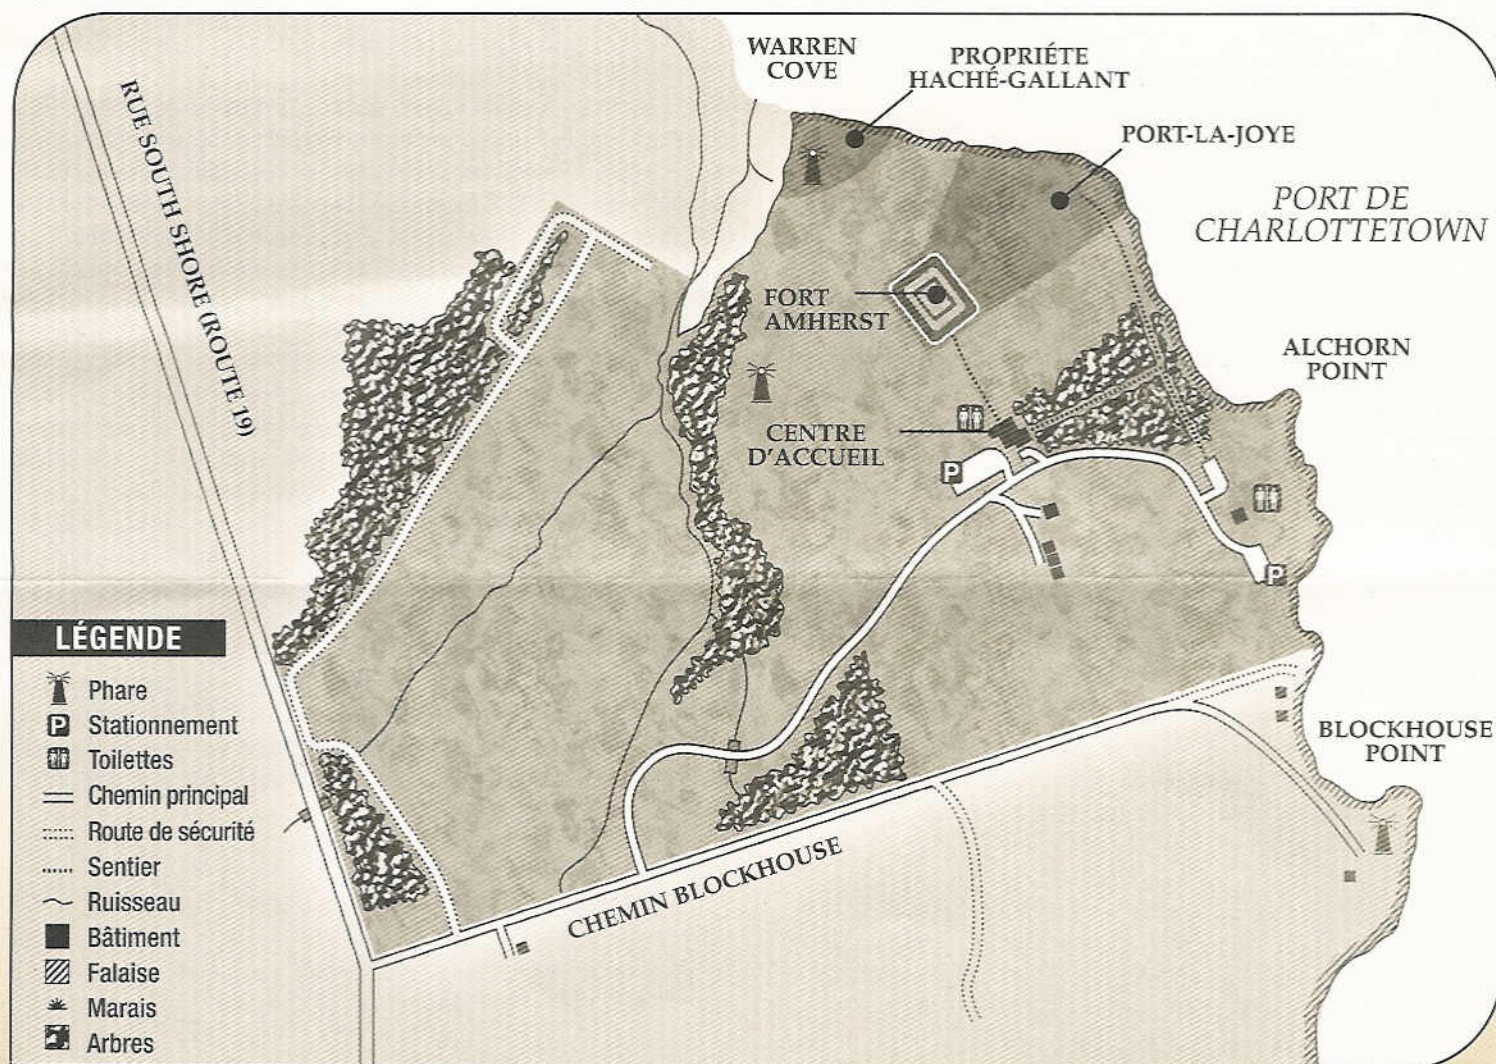 WARREN
COVE
PROPRIÉTE
HACHÉ-GALLANT
PORT-LA-JOYE
PORT DE
CHARLOTTETOWN
RUE SOUTH SHORE (ROUTE 19)
FORT
AMHERST
ALCHORN
POINT
CENTRE
D'ACCUEIL
P
P
BLOCKHOUSE
POINT
CHEMIN BLOCKHOUSE
LÉGENDE
Phare
P Stationnement
Toilettes
Chemin principal
Route de sécurité
Sentier
Ruisseau
Bâtiment
Falaise
Marais
Arbres